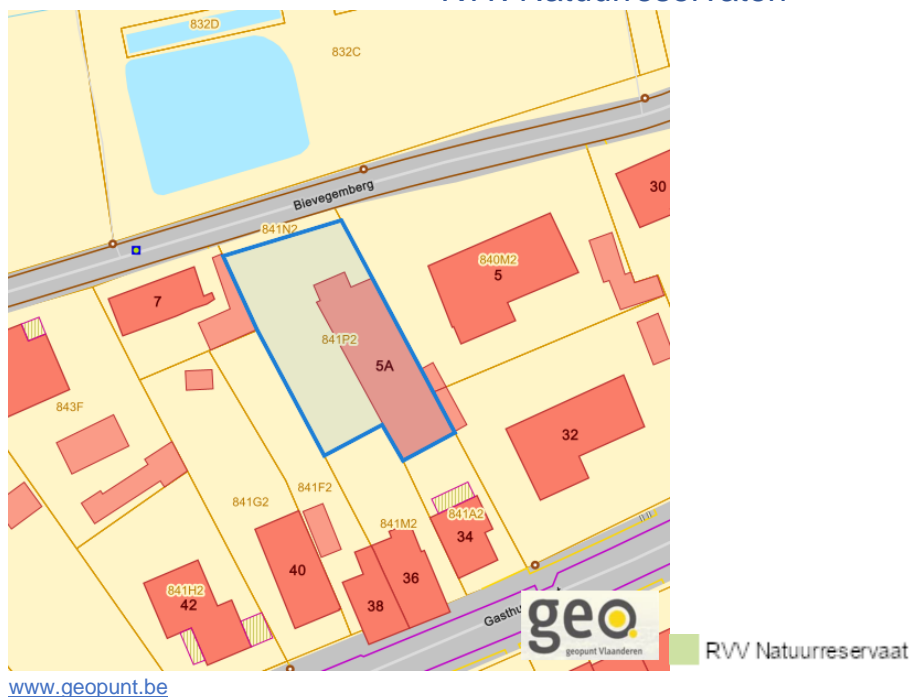 832D
832C
Bievegemberg
30
841N2
840M2
5
7
841P2
5A
843F
32
841G2
841F2
841M2
841A2
34
40
36
38
841H2
42
geo.
geopunt Vlaanderen
RVV Natuurreservaat
www.geopunt.be